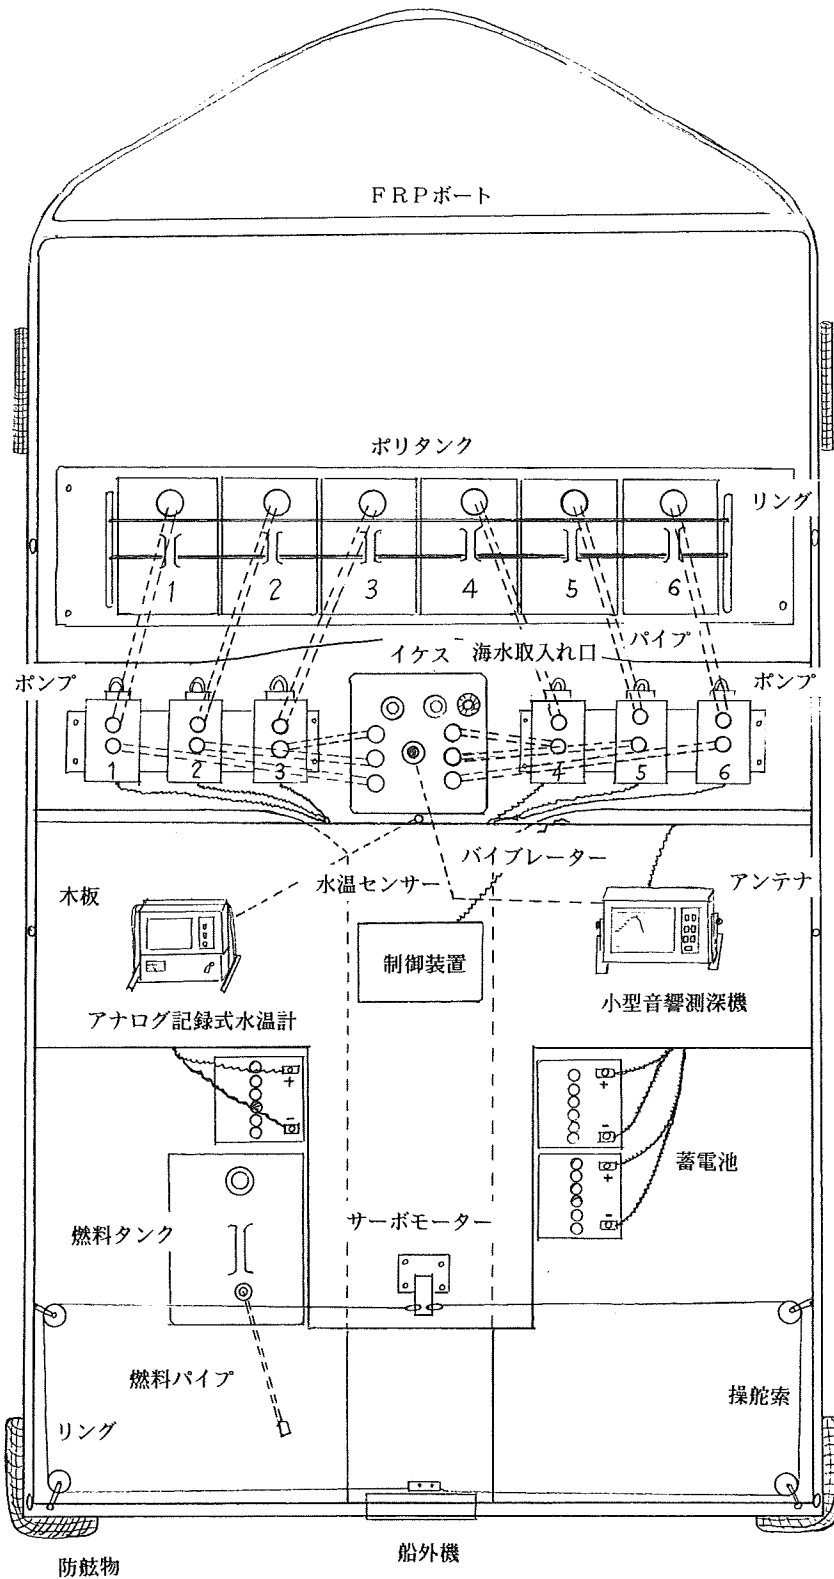 FRPボート
ポリタンク
リング
1 2 3 4 5 6
パイプ
イケス 海水取入れ口
ポンプ ポンプ
1 2 3 4 5 6
バイブレーター
水温センサー
木板
アンテナ
制御装置
アナログ記録式水温計
小型音響測深機
+
-
+
-
蓄電池
+
-
燃料タンク
サーボモーター
燃料パイプ
操舵索
リング
船外機
防舷物